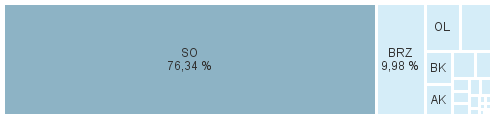 SO
76,34 %
BRZ
9,98 %
OL
BK
AK